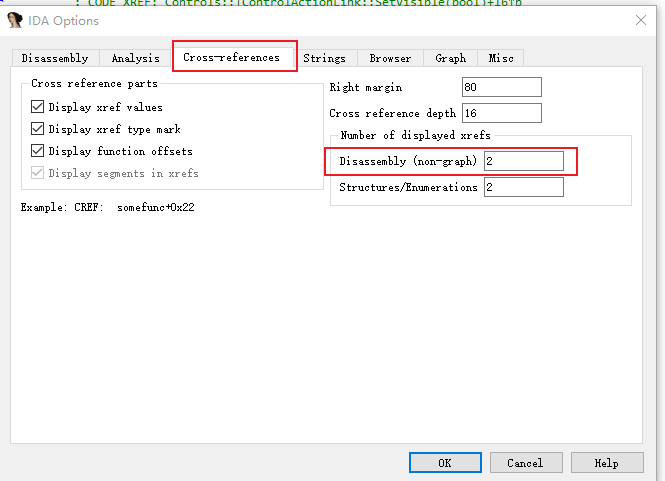 ; CODE XREF: Controls::TControlActionLink::SetVisible(bool)+16↑p
IDA Options
Disassembly Analysis Cross-references Strings Browser Graph Misc
Cross reference parts
Display xref values
Display xref type mark
Display function offsets
Display segments in xrefs
Example: CREF: somefunc+0x22
Right margin 80
Cross reference depth 16
Number of displayed xrefs
Disassembly (non-graph) 2
Structures/Enumerations 2
OK Cancel Help